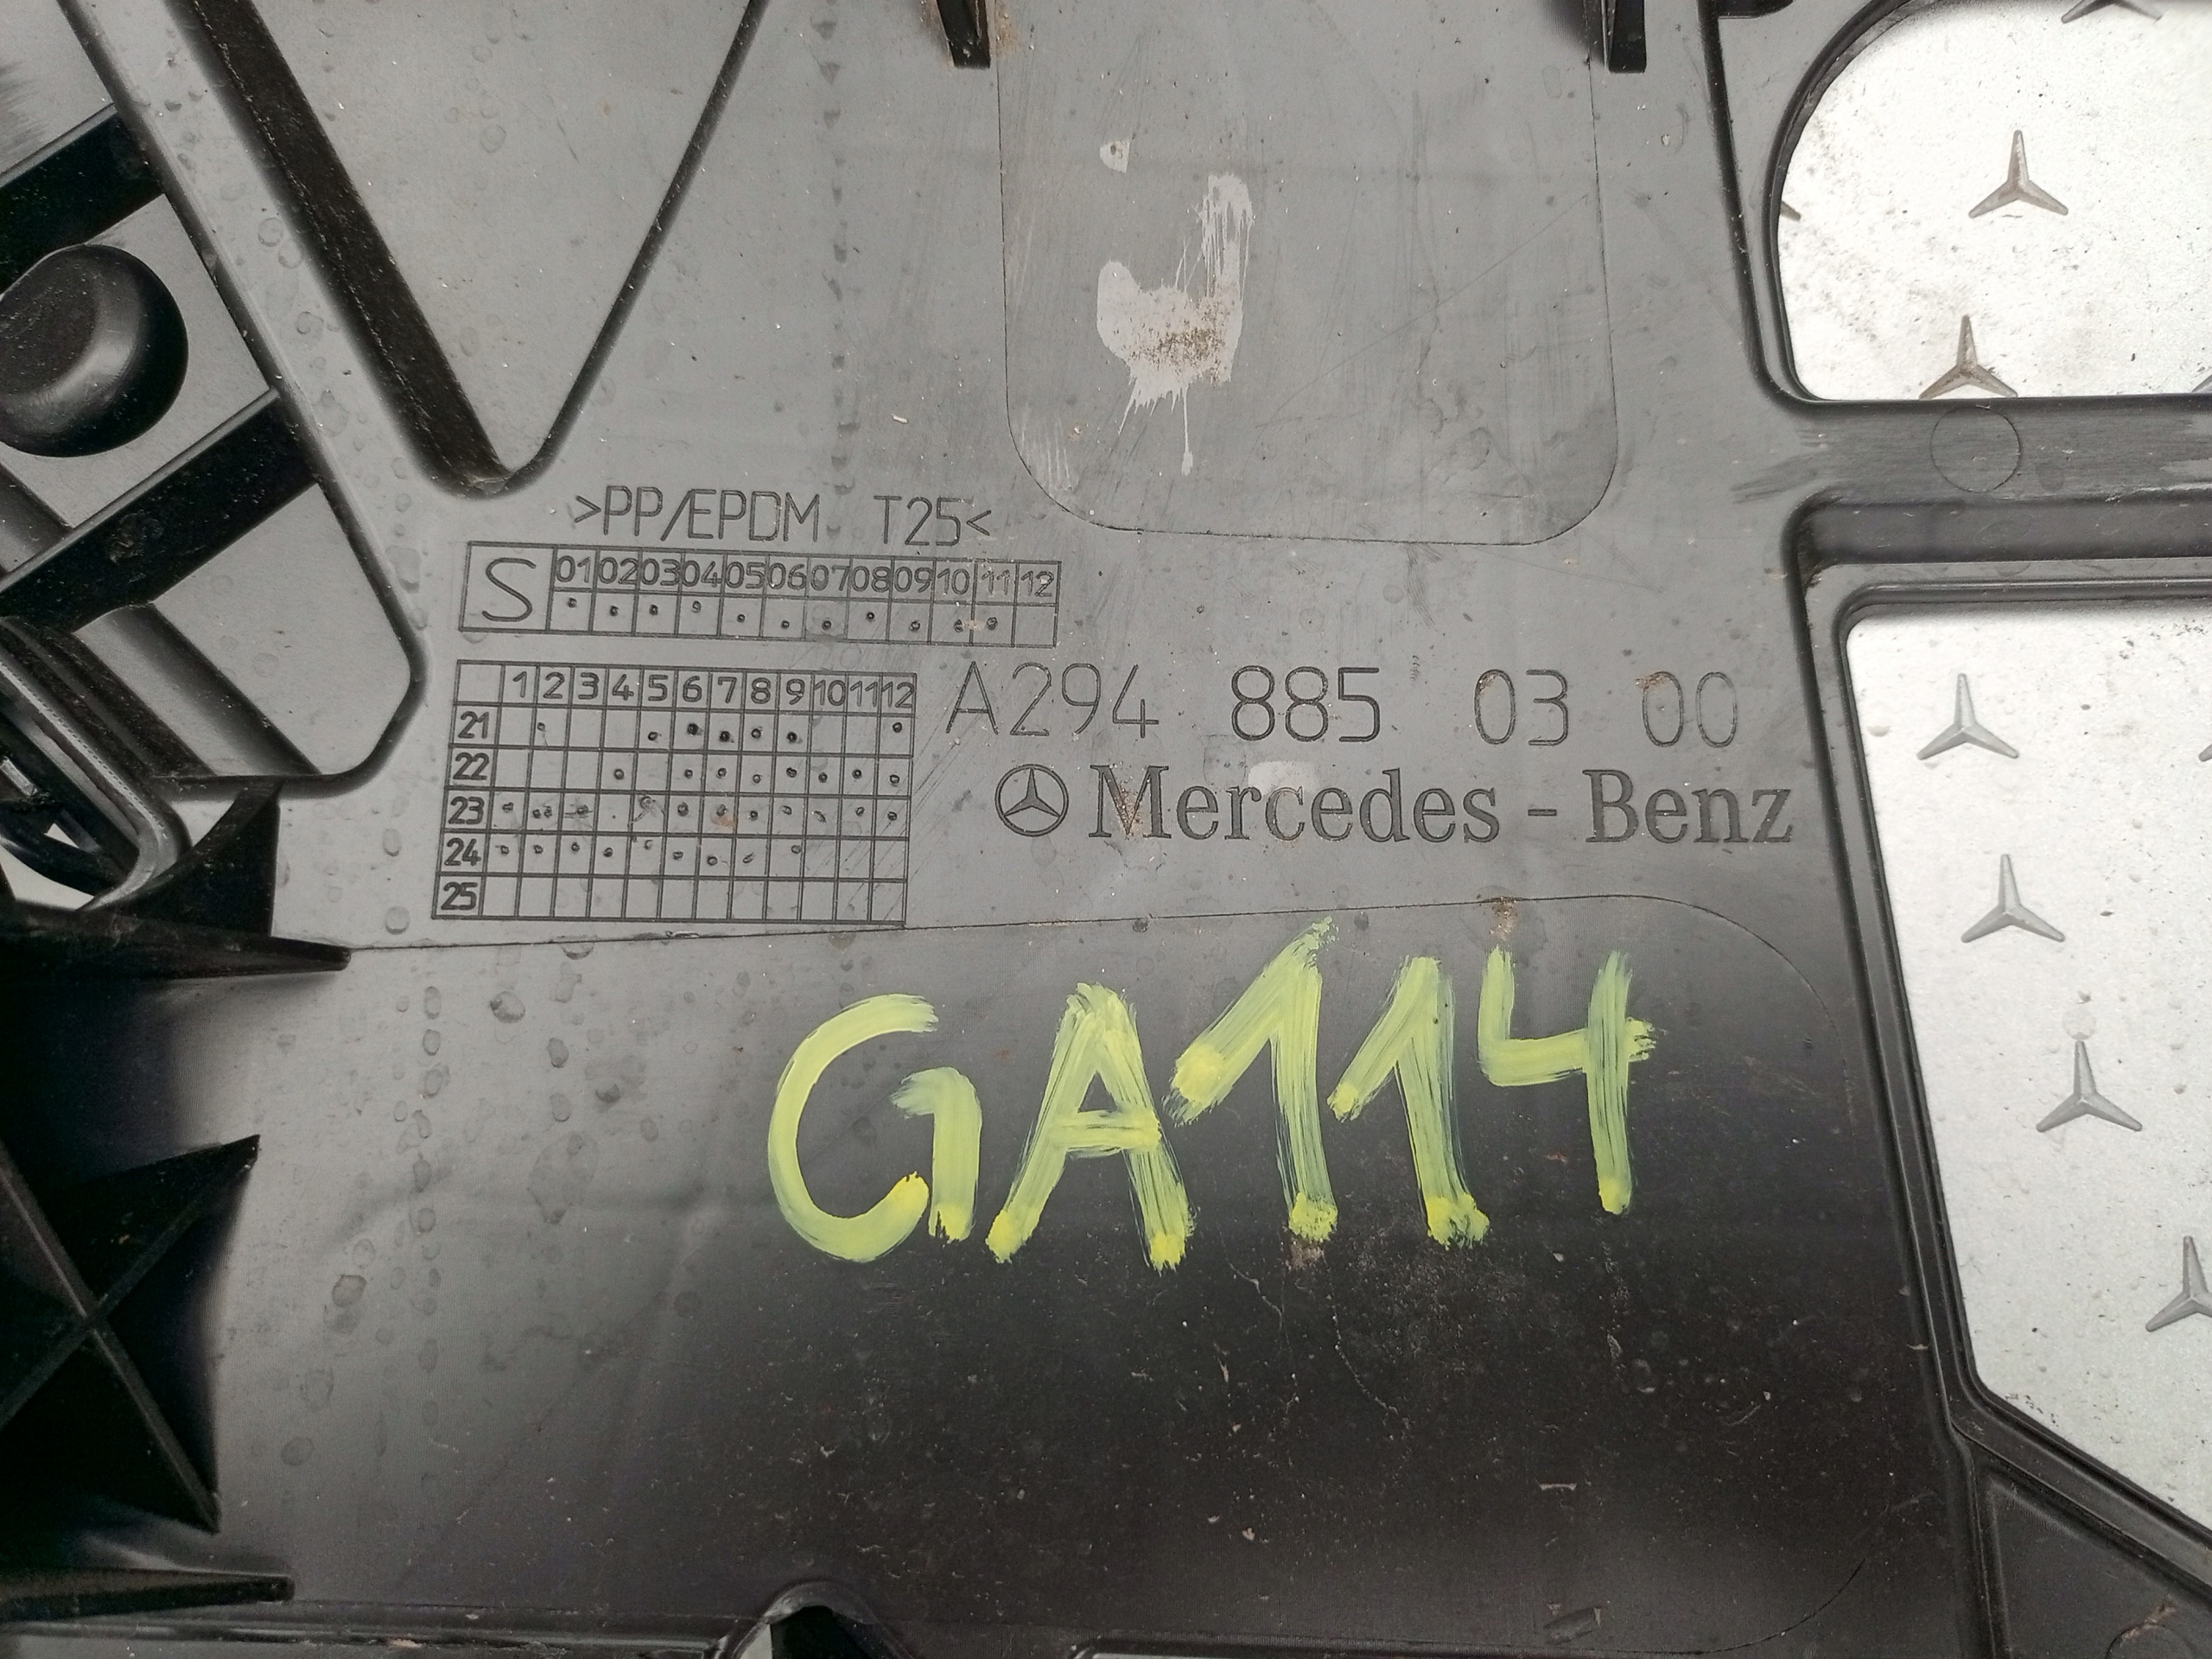 >PP/EPDM T25<
S 01 02 03 04 05 06 07 08 09 10 11 12
1 2 3 4 5 6 7 8 9 10 11 12
21
22
23
24
25
A294 885 03 00
Mercedes-Benz
GA114